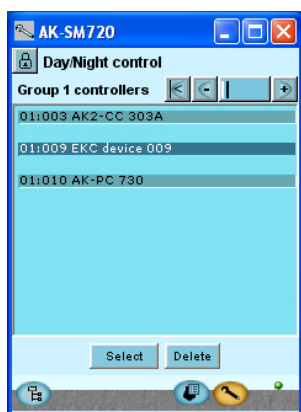 AK-SM720
Day/Night control
Group 1 controllers
01:003 AK2-CC 303A
01:009 EKC device 009
01:010 AK-PC 730
Select Delete